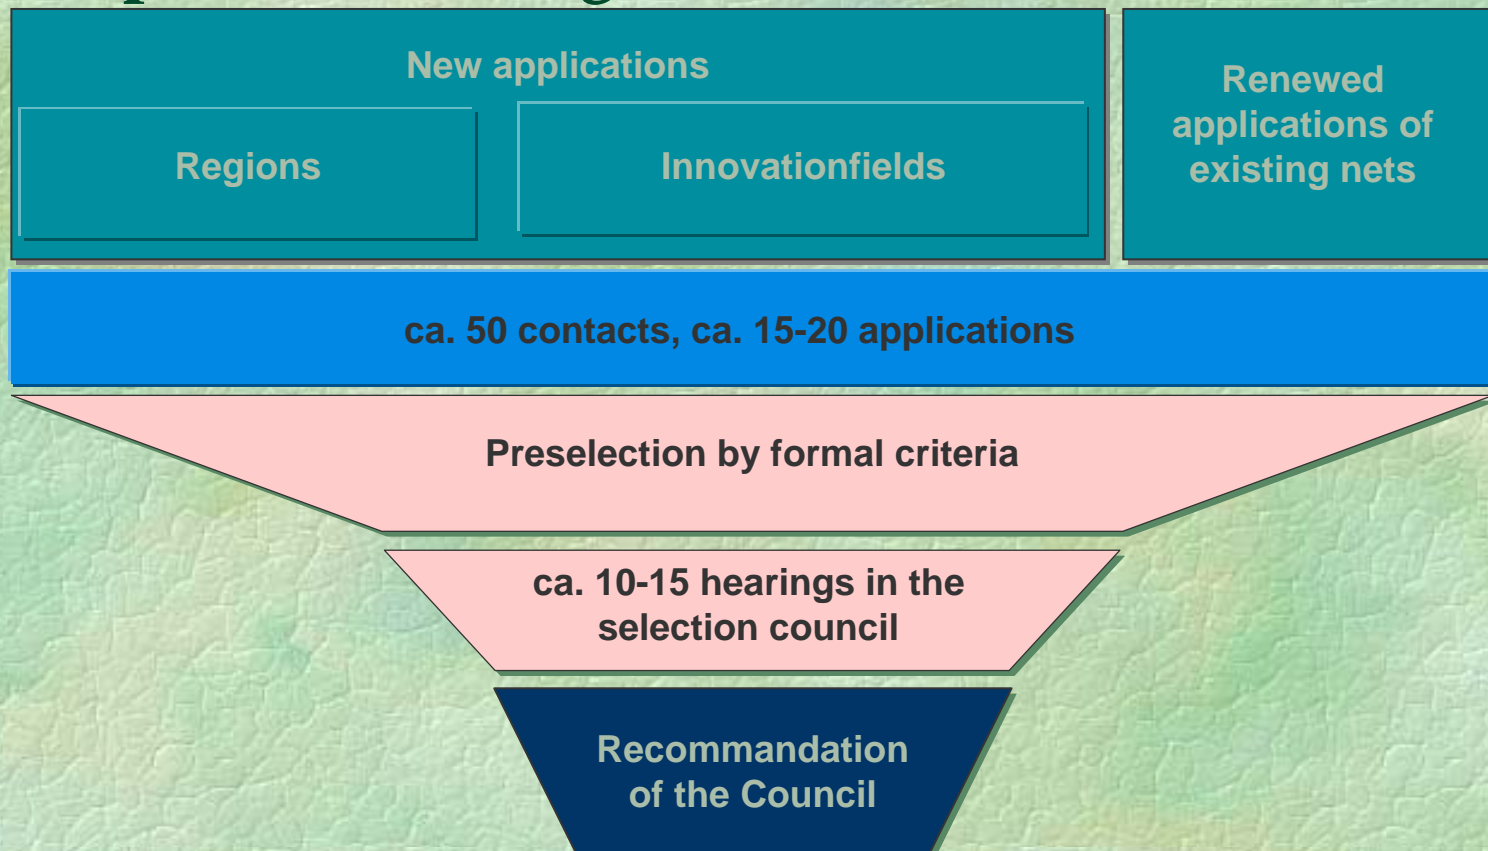 New applications
Regions
Innovationfields
Renewed
applications of
existing nets
ca. 50 contacts, ca. 15-20 applications
Preselection by formal criteria
ca. 10-15 hearings in the
selection council
Recommandation
of the Council